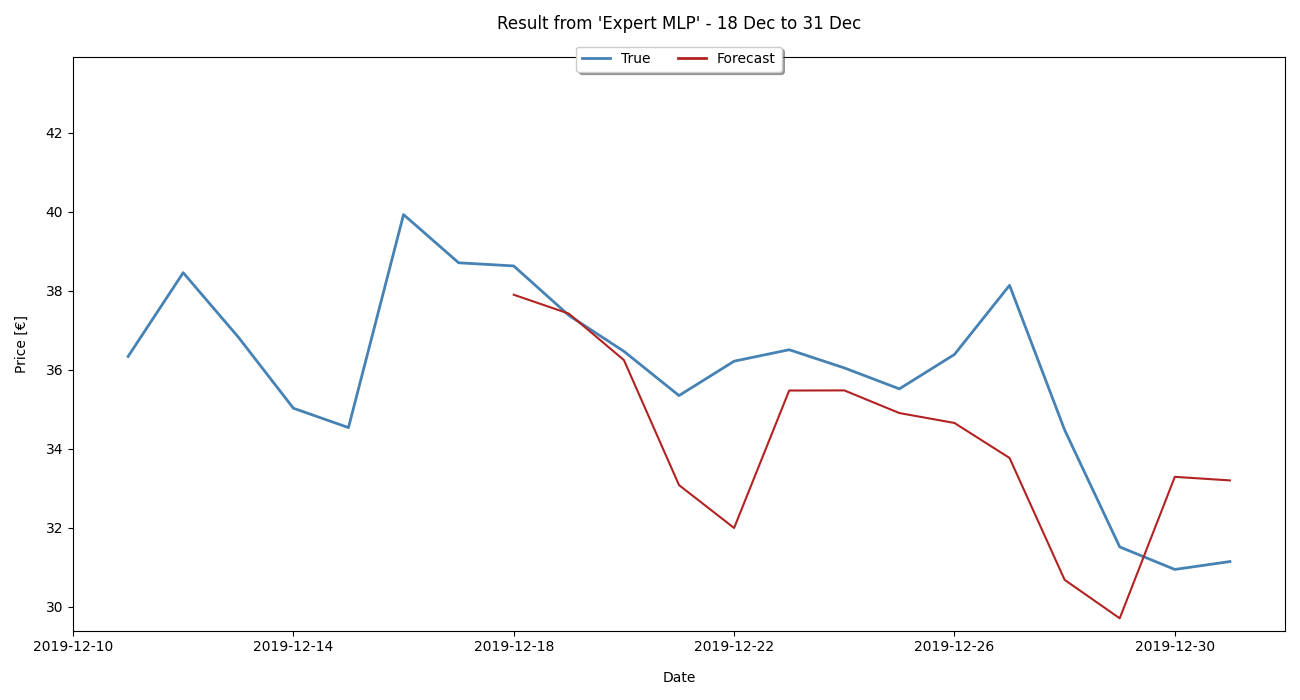 Result from 'Expert MLP' - 18 Dec to 31 Dec
True Forecast
42
40
38
36
34
32
30
Price [€]
2019-12-10 2019-12-14 2019-12-18 2019-12-22 2019-12-26 2019-12-30
Date